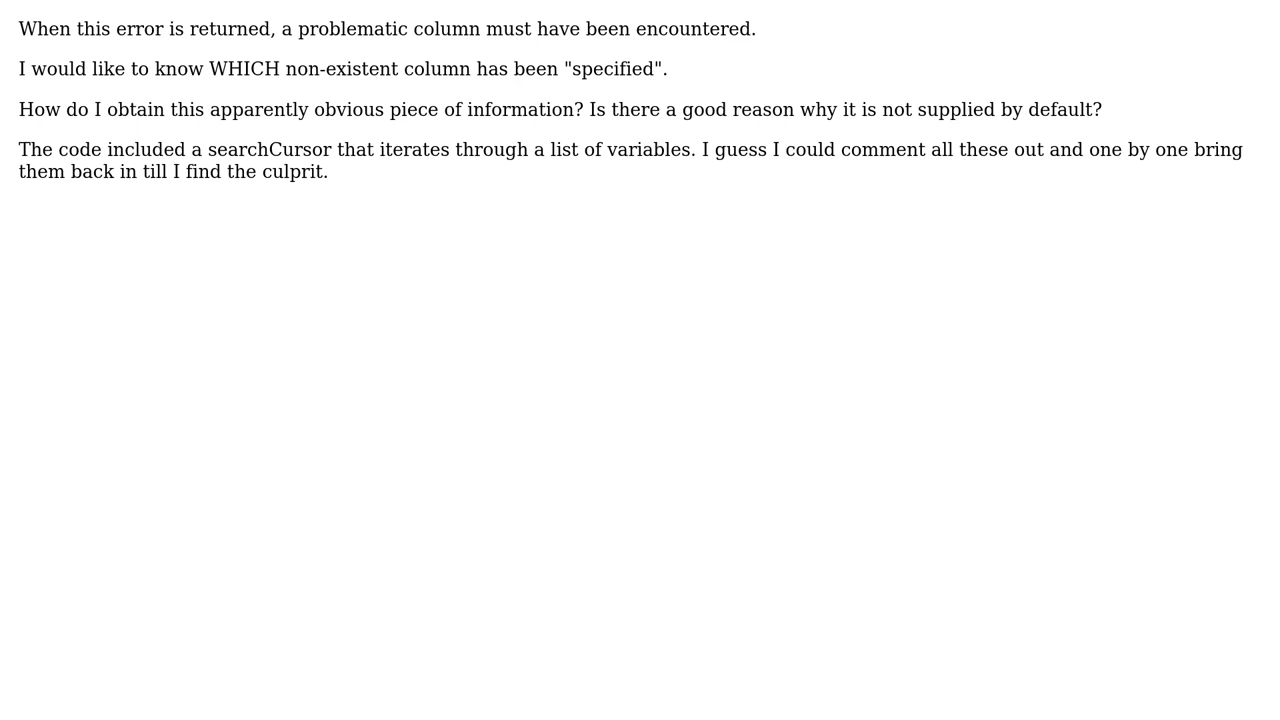 When this error is returned, a problematic column must have been encountered.
I would like to know WHICH non-existent column has been "specified".
How do I obtain this apparently obvious piece of information? Is there a good reason why it is not supplied by default?
The code included a searchCursor that iterates through a list of variables. I guess I could comment all these out and one by one bring
them back in till I find the culprit.